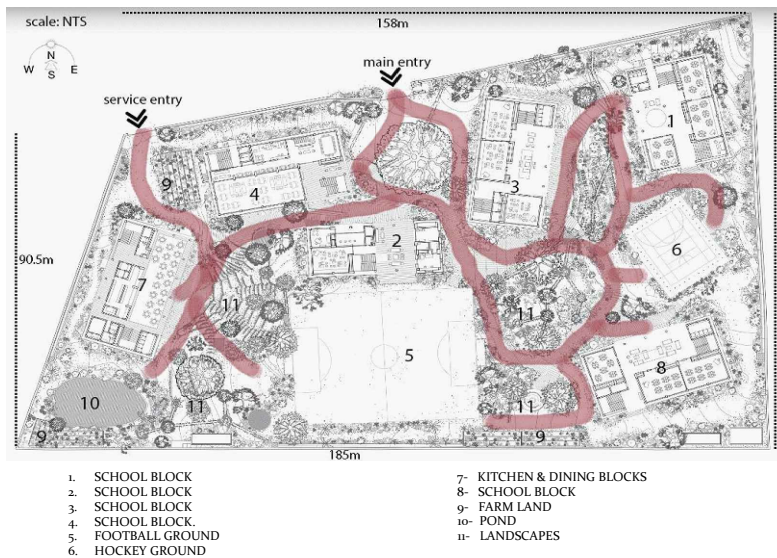 scale: NTS
158m
N
W E
S
main entry
service entry
1
9
4
3
2
6
7
90.5m
11
11
5
8
10
11
11
9
9
185m
1. SCHOOL BLOCK
2. SCHOOL BLOCK
3. SCHOOL BLOCK
4. SCHOOL BLOCK.
5. FOOTBALL GROUND
6. HOCKEY GROUND
7- KITCHEN & DINING BLOCKS
8- SCHOOL BLOCK
9- FARM LAND
10- POND
11- LANDSCAPES